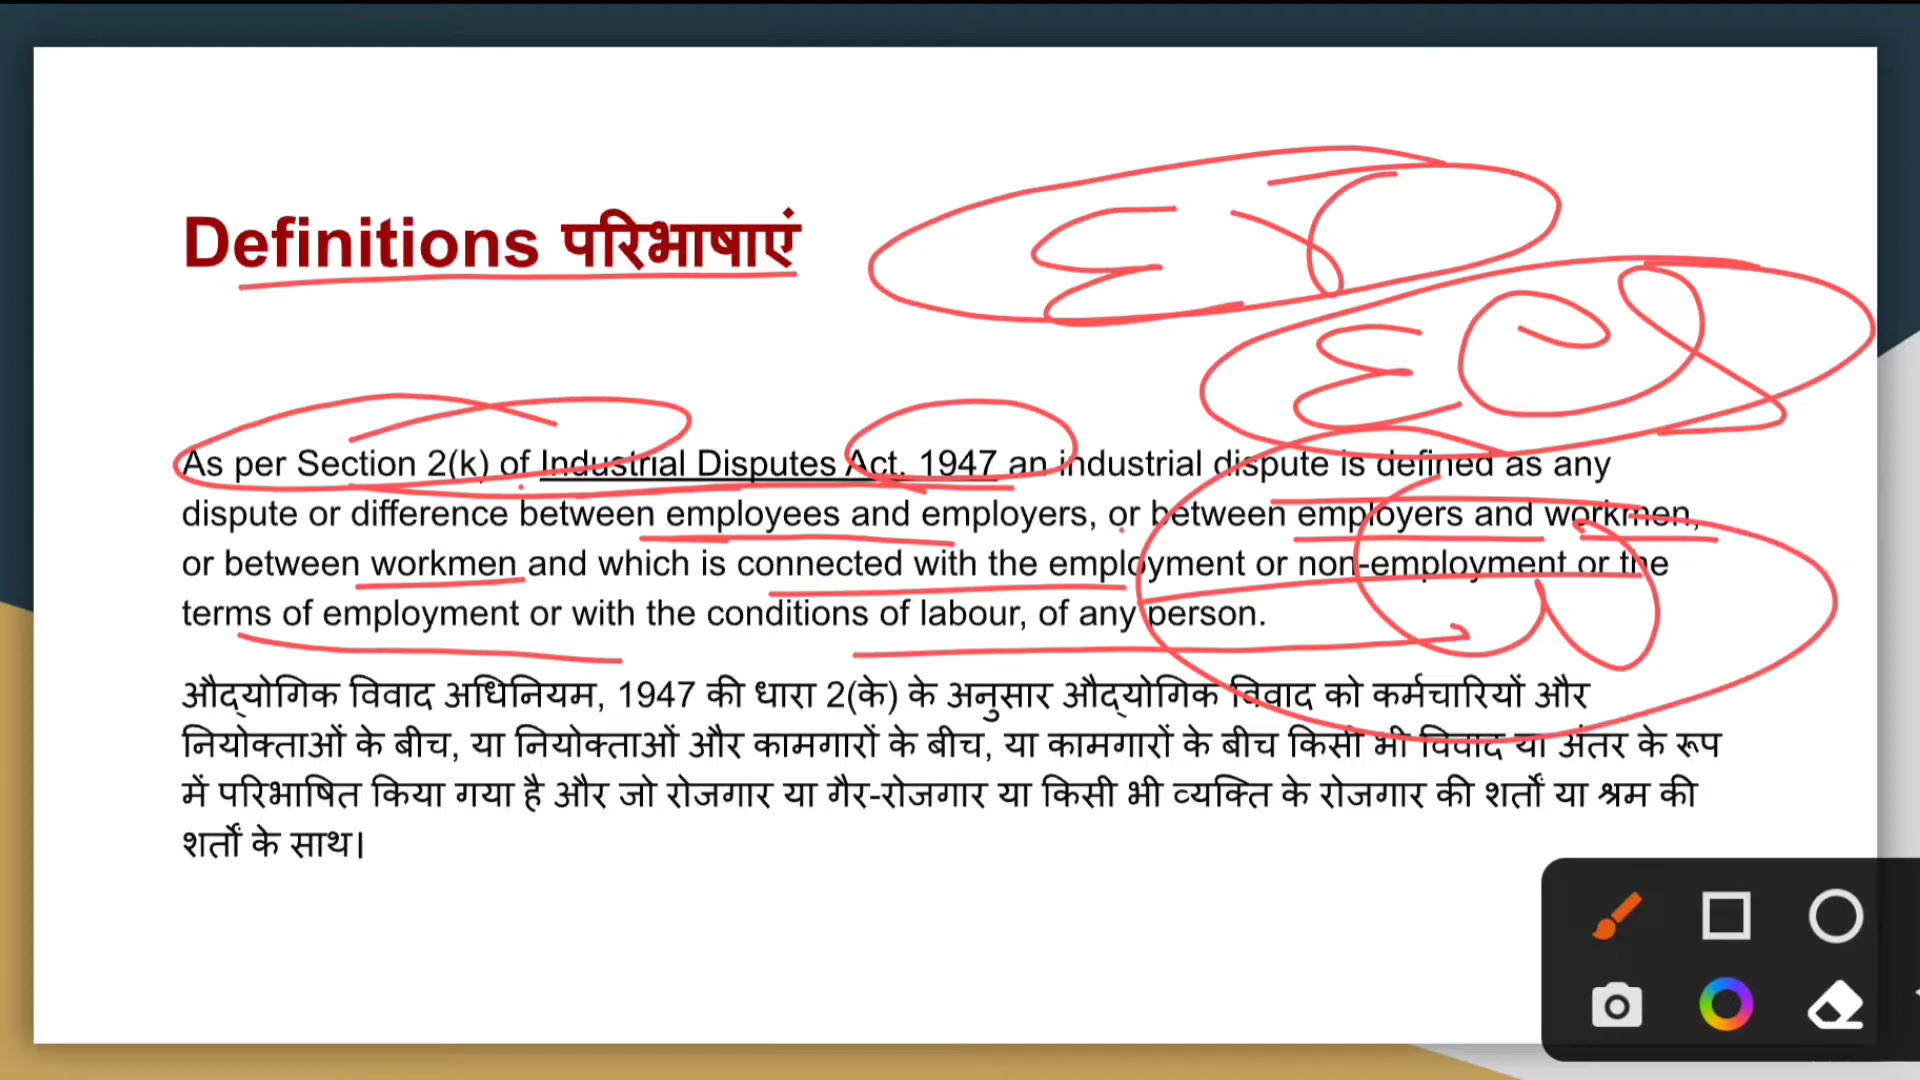 Definitions परिभाषाएं
As per Section 2(k) of Industrial Disputes Act, 1947 an industrial dispute is defined as any
dispute or difference between employees and employers, or between employers and workmen,
or between workmen and which is connected with the employment or non-employment or the
terms of employment or with the conditions of labour, of any person.
औद्योगिक विवाद अधिनियम, 1947 की धारा 2(के) के अनुसार औद्योगिक विवाद को कर्मचारियों और
नियोक्ताओं के बीच, या नियोक्ताओं और कामगारों के बीच, या कामगारों के बीच किसी भी विवाद या अंतर के रूप
में परिभाषित किया गया है और जो रोजगार या गैर-रोजगार या किसी भी व्यक्ति के रोजगार की शर्तों या श्रम की
शर्तों के साथ।